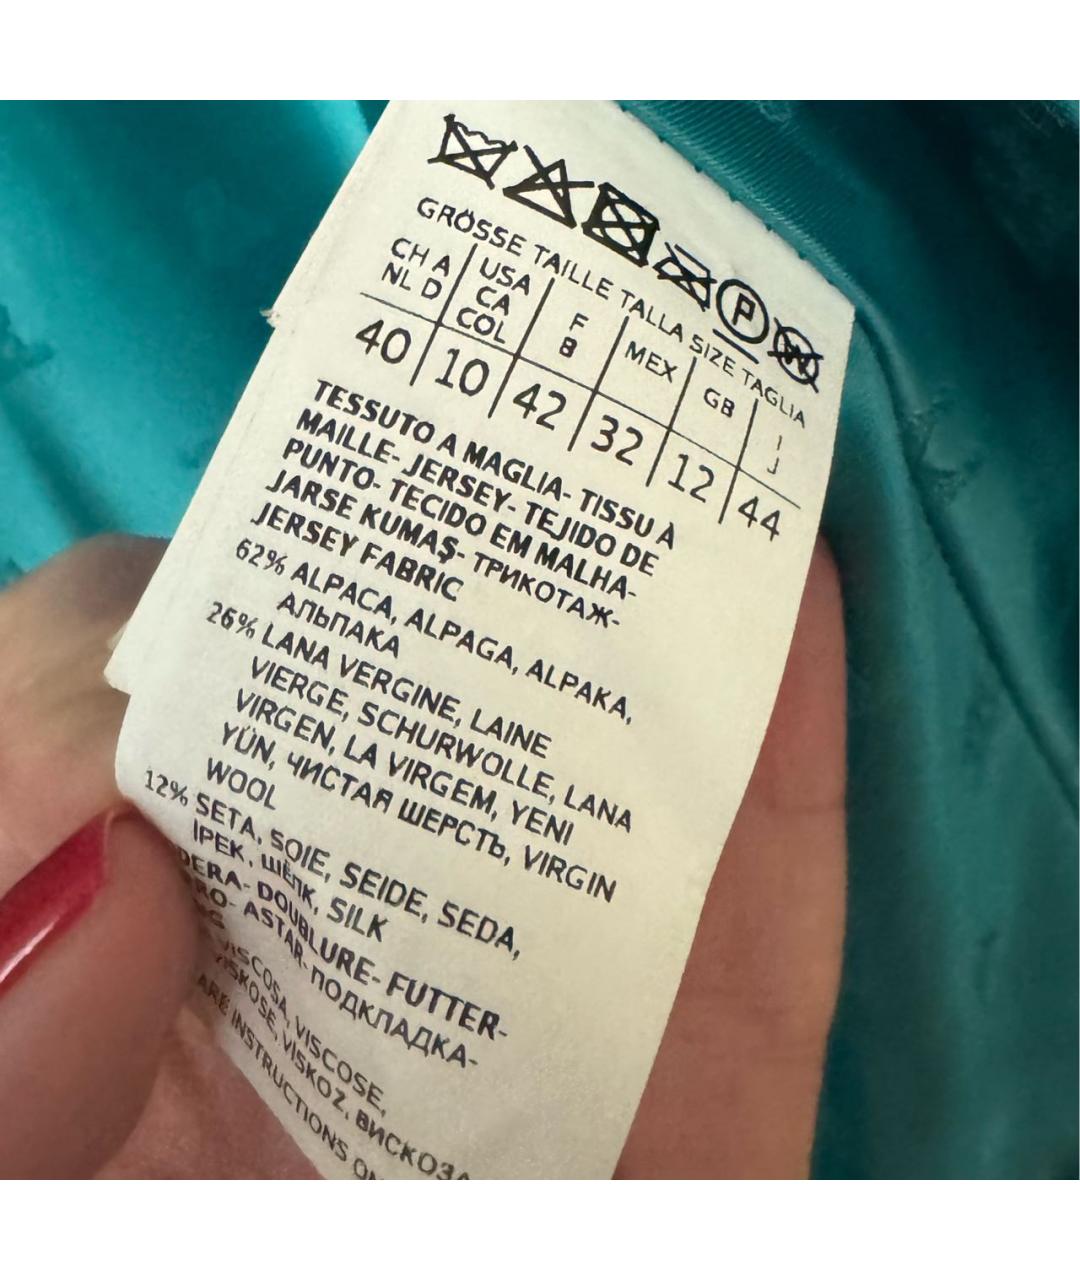 GRÖSSE TAILLE TALLA SIZE TAGLIA
CH A NL D | USA CA COL | F B | MEX | GB | I J
40 | 10 | 42 | 32 | 12 | 44
TESSUTO A MAGLIA- TISSU À
MAILLE- JERSEY- TEJIDO DE
PUNTO- TECIDO EM MALHA-
JARSE KUMAŞ- ТРИКОТАЖ-
JERSEY FABRIC
62% ALPACA, ALPAGA, ALPAKA,
АЛЬПАКА
26% LANA VERGINE, LAINE
VIERGE, SCHURWOLLE, LANA
VIRGEN, LA VIRGEM, YENI
YÜN, ЧИСТАЯ ШЕРСТЬ, VIRGIN
WOOL
12% SETA, SOIE, SEIDE, SEDA,
IPEK, ШЁЛК, SILK
DOUBLURE- FUTTER-
ASTAR- ПОДКЛАДКА-
VISCOSA, VISCOSE,
VISKOSE, VISKOZ, ВИСКОЗА
INSTRUCTIONS
P
W